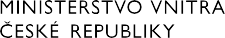 MINISTERSTVO VNITRA
ČESKÉ REPUBLIKY